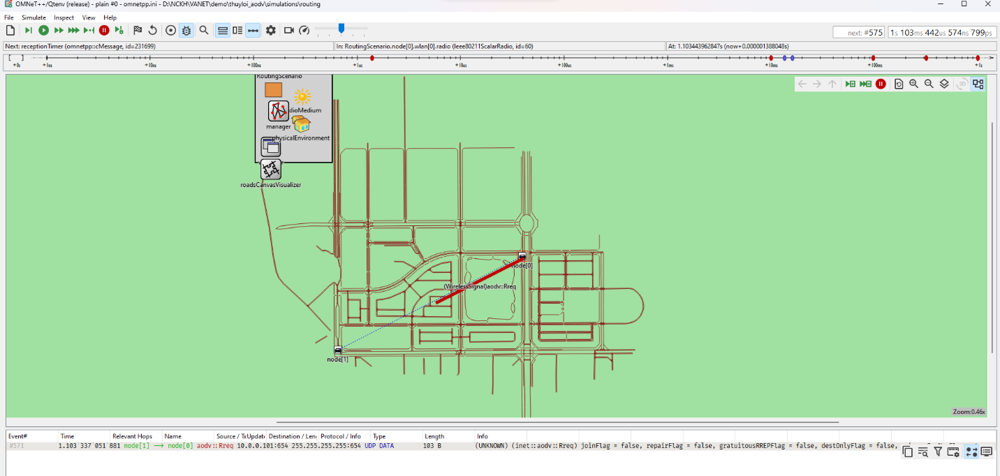 OMNeT++/Qtenv (release) - plain #0 - omnetpp.ini - D:\NCKH\VANET\demo\thuyloi_aodv\simulations\routing
File Simulate Inspect View Help
next: #575 1s 103ms 442us 574ns 799ps
Next: receptionTimer (omnetpp::cMessage, id=231699) In: RoutingScenario.node[0].wlan[0].radio (Ieee80211ScalarRadio, id=60) At: 1.103443962847s (now+0.000001388048s)
+0s +1ns +10ns +100ns +1us +10us +100us +1ms +10ms +100ms +1s
RoutingScenario
dioMedium
manager
physicalEnvironment
roadsCanvasVisualizer
3D
node[0]
(WirelessSignal)aodv::Rreq
node[1]
Zoom:0.46x
Event# Time Relevant Hops Name Source / TxUpdate Destination / Len Protocol / Info Type Length Info
#571 1.103 337 051 881 node[1] --> node[0] aodv::Rreq 10.0.0.101:654 255.255.255.255:654 UDP DATA 103 B (UNKNOWN) (inet::aodv::Rreq) joinFlag = false, repairFlag = false, gratuitousRREPFlag = false, destOnlyFlag = false,